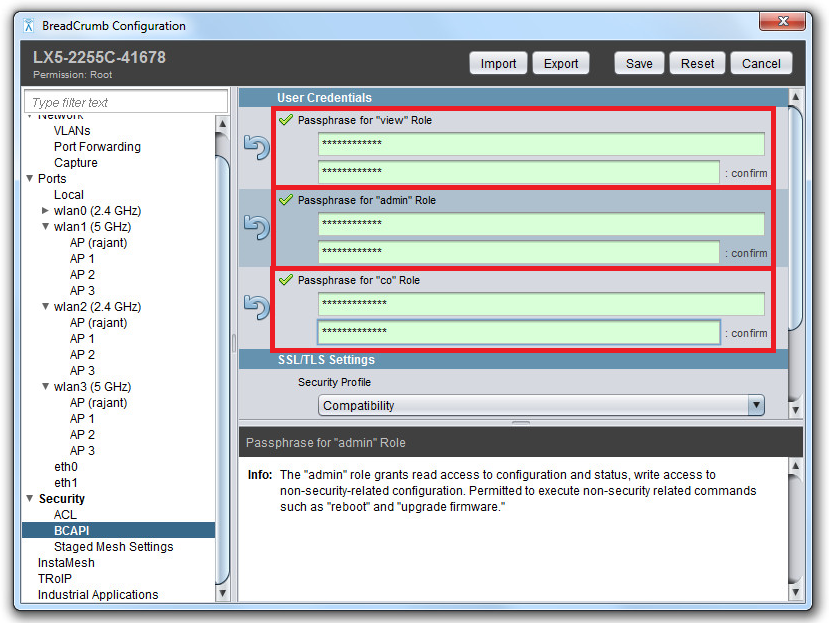 BreadCrumb Configuration
LX5-2255C-41678
Permission: Root
Import
Export
Save
Reset
Cancel
Type filter text
Network
VLANs
Port Forwarding
Capture
Ports
Local
wlan0 (2.4 GHz)
wlan1 (5 GHz)
AP (rajant)
AP 1
AP 2
AP 3
wlan2 (2.4 GHz)
AP (rajant)
AP 1
AP 2
AP 3
wlan3 (5 GHz)
AP (rajant)
AP 1
AP 2
AP 3
eth0
eth1
Security
ACL
BCAPI
Staged Mesh Settings
InstaMesh
TRoIP
Industrial Applications
User Credentials
Passphrase for "view" Role
************
************ : confirm
Passphrase for "admin" Role
************
************ : confirm
Passphrase for "co" Role
*************
************* : confirm
SSL/TLS Settings
Security Profile
Compatibility
Passphrase for "admin" Role
Info: The "admin" role grants read access to configuration and status, write access to
non-security-related configuration. Permitted to execute non-security related commands
such as "reboot" and "upgrade firmware."